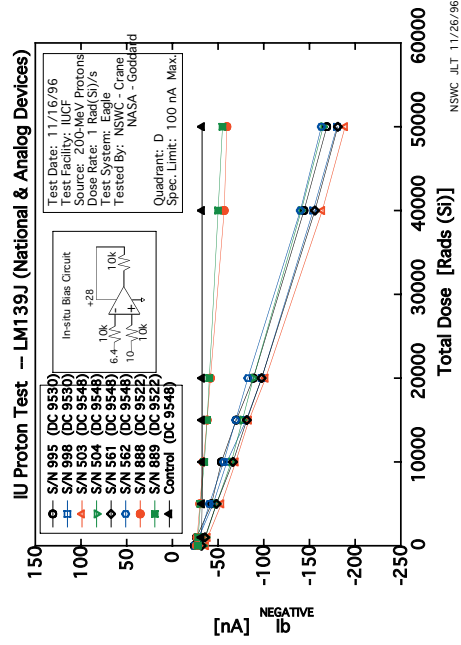 IU Proton Test -- LM139J (National & Analog Devices)
S/N 995 (DC 9530)
S/N 998 (DC 9530)
S/N 503 (DC 9548)
S/N 504 (DC 9548)
S/N 561 (DC 9548)
S/N 562 (DC 9548)
S/N 888 (DC 9522)
S/N 889 (DC 9522)
Control (DC 9548)
In-situ Bias Circuit
+28
10k
6.4
10k
-
+
10
10k
Test Date: 11/16/96
Test Facility: IUCF
Source: 200-MeV Protons
Dose Rate: 1 Rad(Si)/s
Test System: Eagle
Tested By: NSWC - Crane
NASA - Goddard
Quadrant: D
Spec. Limit: 100 nA Max.
150
100
50
0
-50
-100
-150
-200
-250
[nA]
NEGATIVE
Ib
0
10000
20000
30000
40000
50000
60000
Total Dose [Rads (Si)]
NSWC JLT 11/26/96